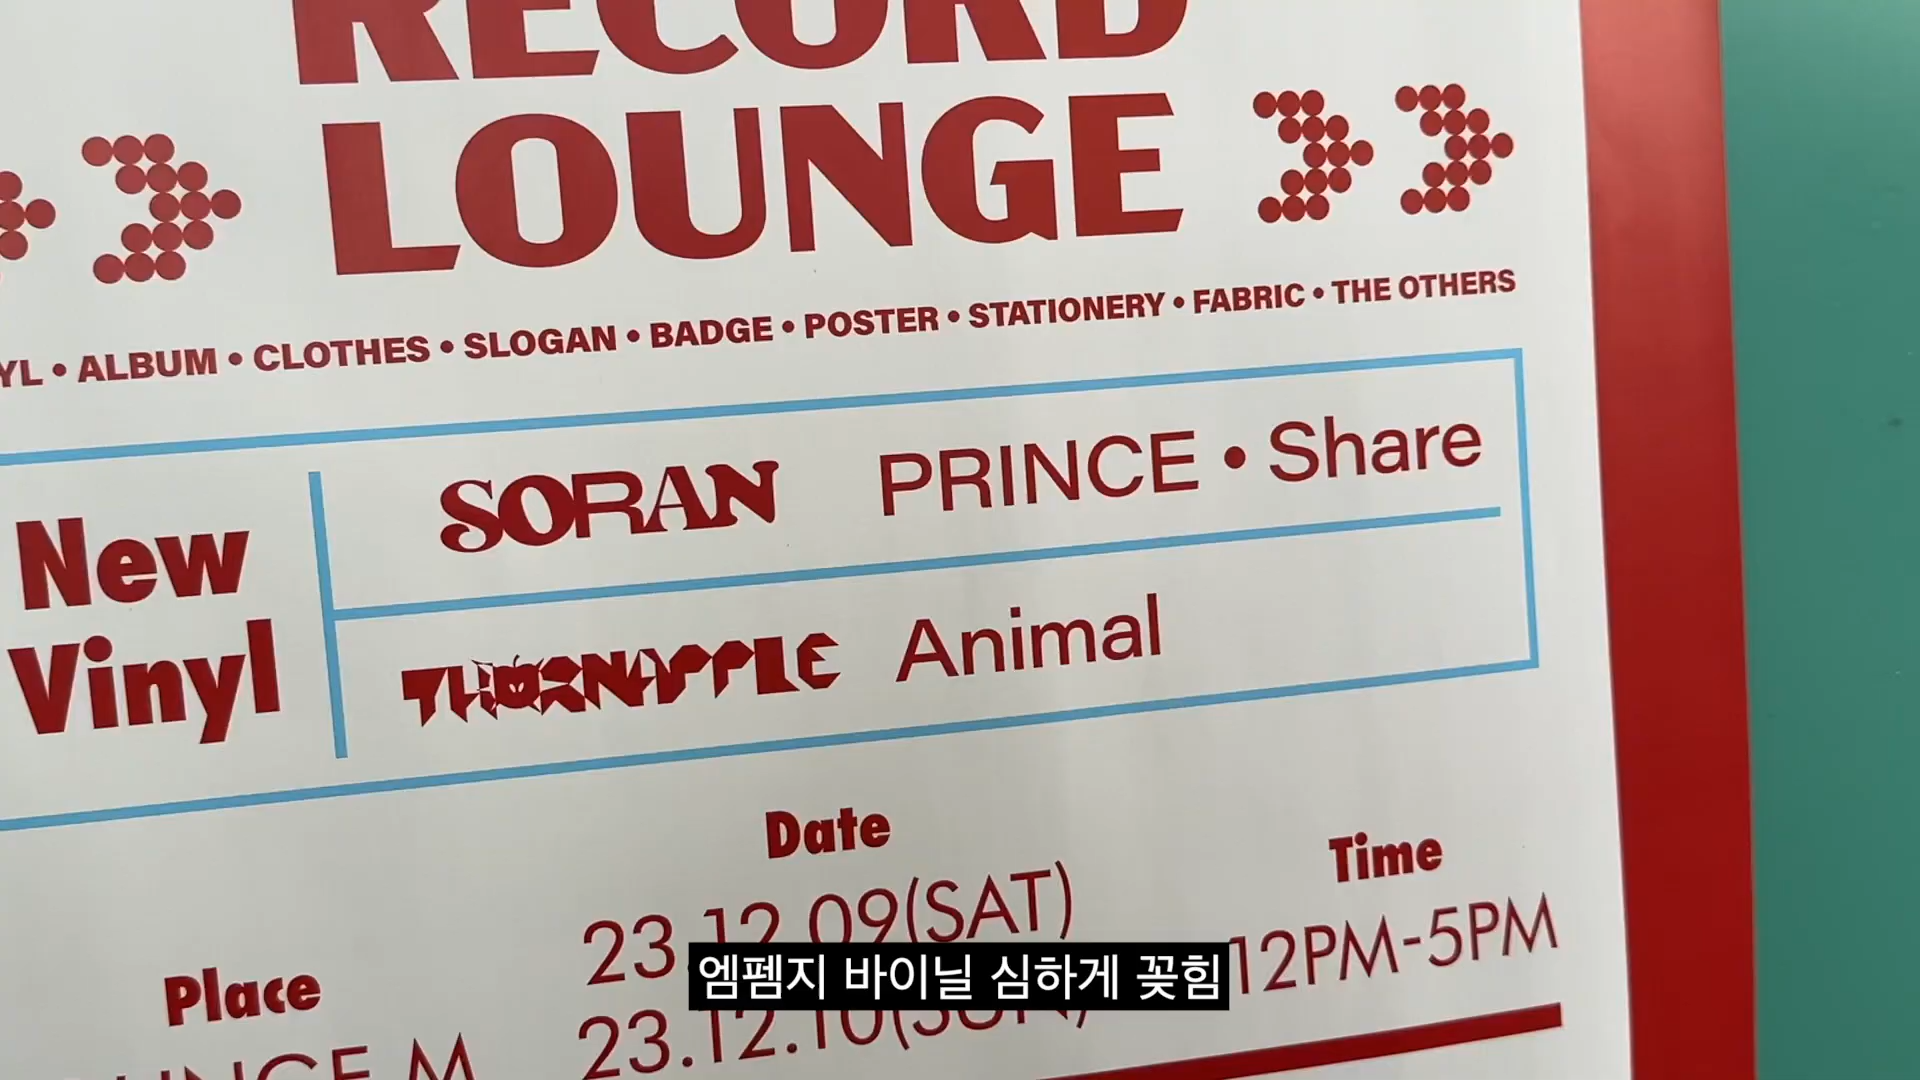 RECORD
LOUNGE
YL • ALBUM • CLOTHES • SLOGAN • BADGE • POSTER • STATIONERY • FABRIC • THE OTHERS
New
Vinyl
SORAN PRINCE • Share
THORNAPPLE Animal
Date
23.12.09(SAT)
23.12.10(SUN)
Time
12PM-5PM
Place
UNGE M
엠펨지 바이닐 심하게 꽂힘